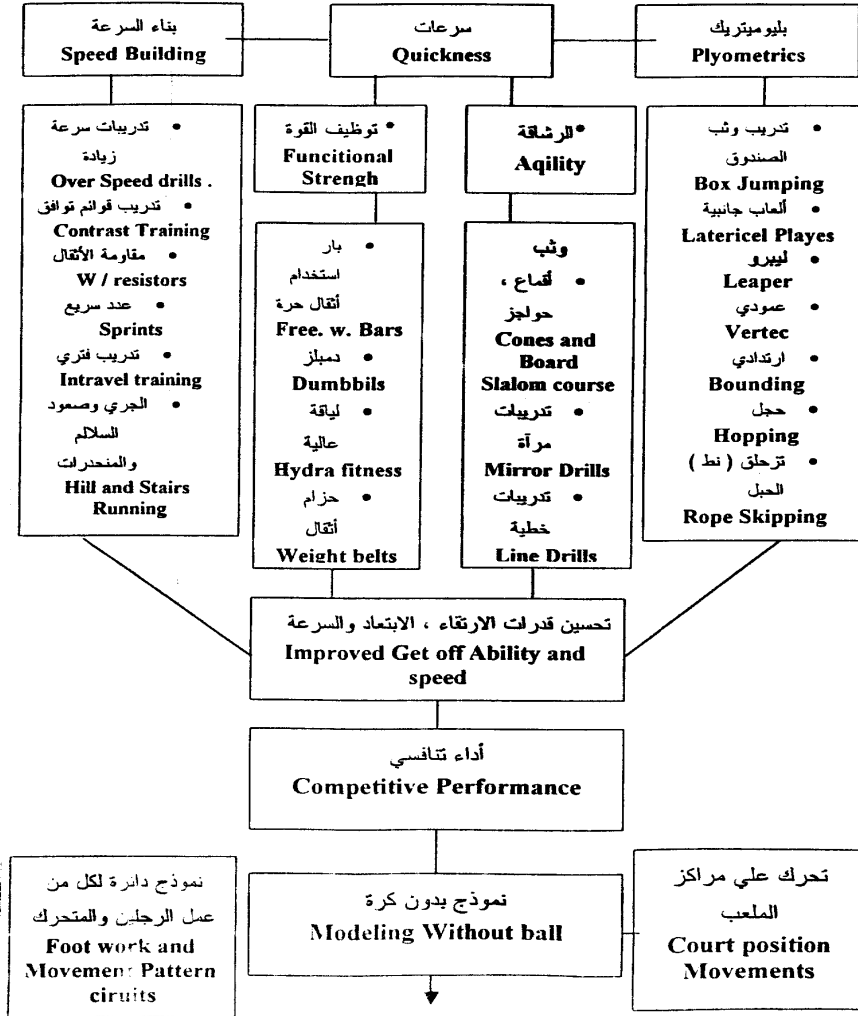 بناء السرعة
Speed Building
سرعات
Quickness
بليوميتريك
Plyometrics
• تدريبات سرعة
زيادة
Over Speed drills .
• تدريب قوائم توافق
Contrast Training
• مقاومة الأثقال
W / resistors
• عدد سريع
Sprints
• تدريب فتري
Intravel training
• الجري وصعود
السلالم
والمنحدرات
Hill and Stairs
Running
• توظيف القوة
Funcitional
Strengh
• الرشاقة
Aqility
• بار
استخدام
أثقال حرة
Free. w. Bars
• دمبلز
Dumbbils
• لياقة
عالية
Hydra fitness
• حزام
أثقال
Weight belts
وثب
• أقماع ،
حواجز
Cones and
Board
Slalom course
• تدريبات
مرآة
Mirror Drills
• تدريبات
خطية
Line Drills
• تدريب وثب
الصندوق
Box Jumping
• ألعاب جانبية
Latericel Playes
• ليبرو
Leaper
• عمودي
Vertec
• ارتدادي
Bounding
• حجل
Hopping
• تزحلق ( نط )
الحبل
Rope Skipping
تحسين قدرات الارتقاء ، الابتعاد والسرعة
Improved Get off Ability and
speed
أداء تنافسي
Competitive Performance
نموذج دائرة لكل من
عمل الرجلين والمتحرك
Foot work and
Movement Pattern
ciruits
نموذج بدون كرة
Modeling Without ball
تحرك علي مراكز
الملعب
Court position
Movements